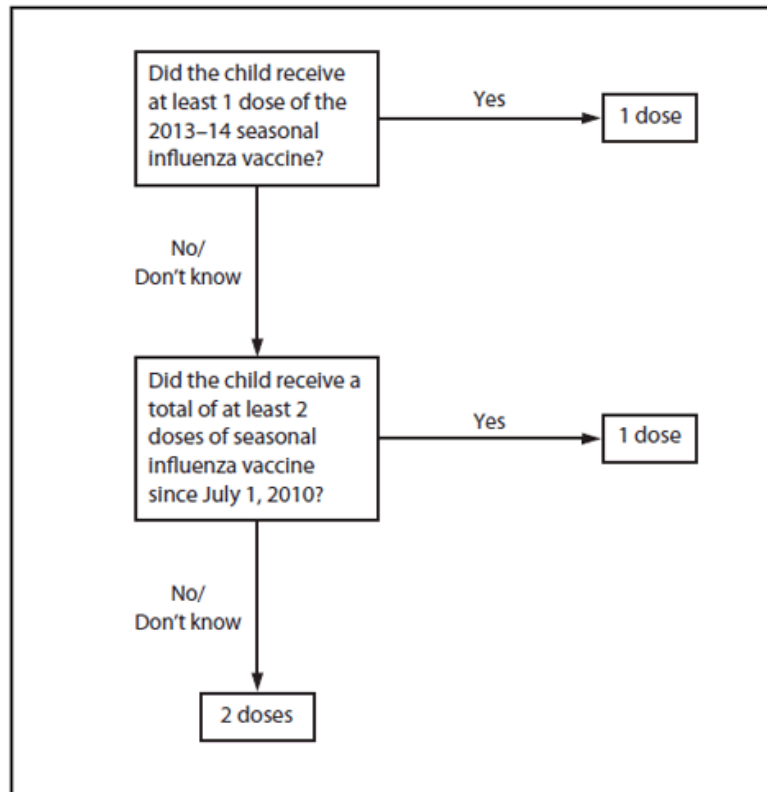 Did the child receive
at least 1 dose of the
2013–14 seasonal
influenza vaccine?
Yes
1 dose
No/
Don’t know
Did the child receive a
total of at least 2
doses of seasonal
influenza vaccine
since July 1, 2010?
Yes
1 dose
No/
Don’t know
2 doses